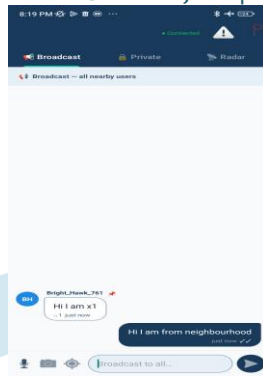 8:19 PM
Connected
Broadcast
Private
Radar
Broadcast — all nearby users
Bright_Hawk_761
BH
Hi I am x1
1 just now
Hi I am from neighbourhood
just now ✓✓
Broadcast to all...